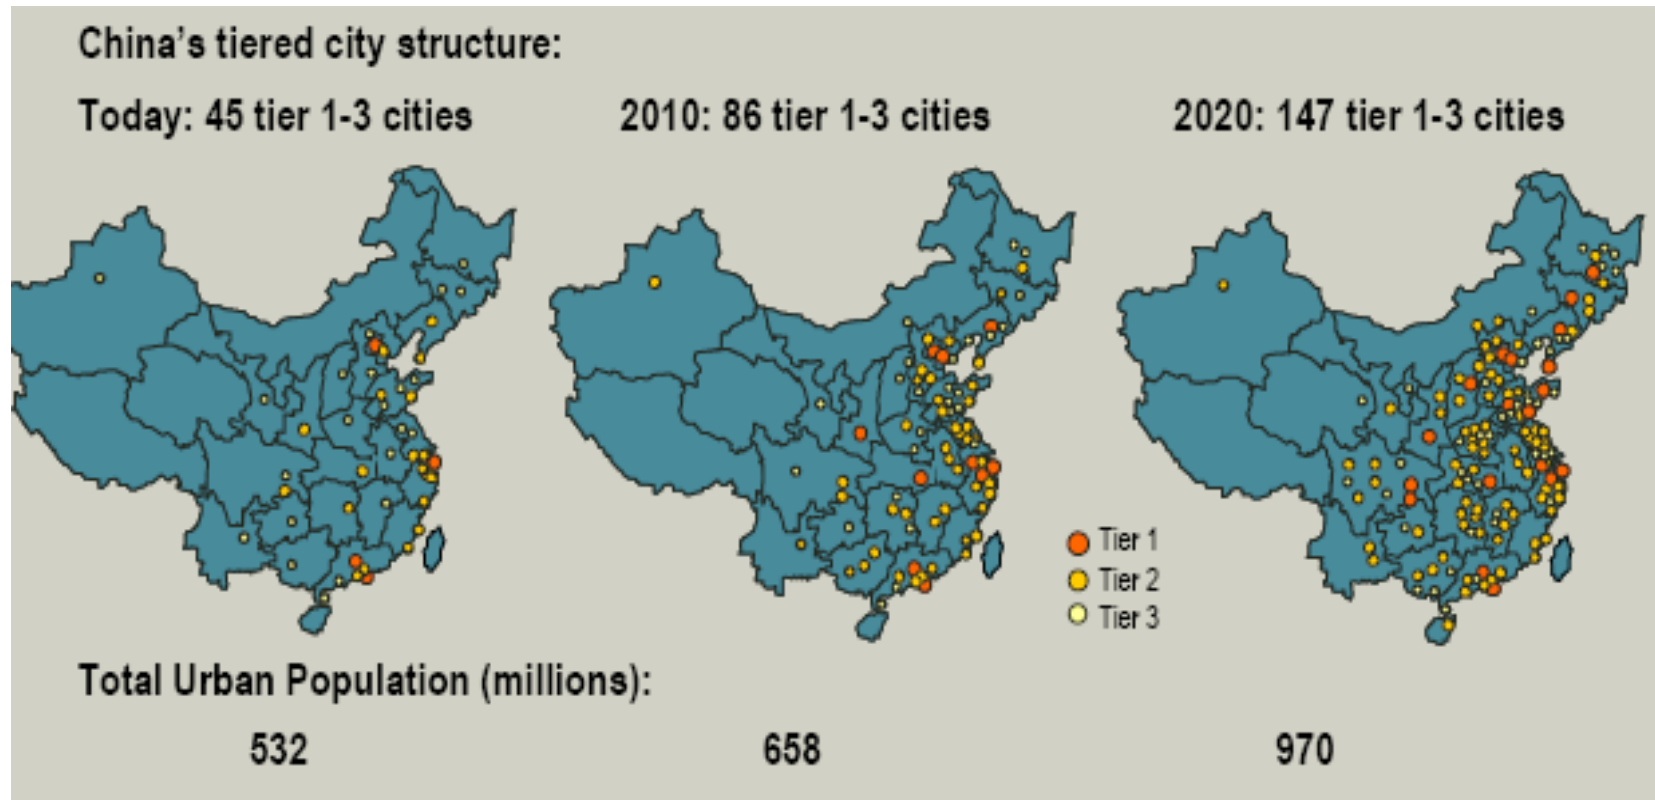 China's tiered city structure:
Today: 45 tier 1-3 cities
2010: 86 tier 1-3 cities
2020: 147 tier 1-3 cities
Tier 1
Tier 2
Tier 3
Total Urban Population (millions):
532
658
970